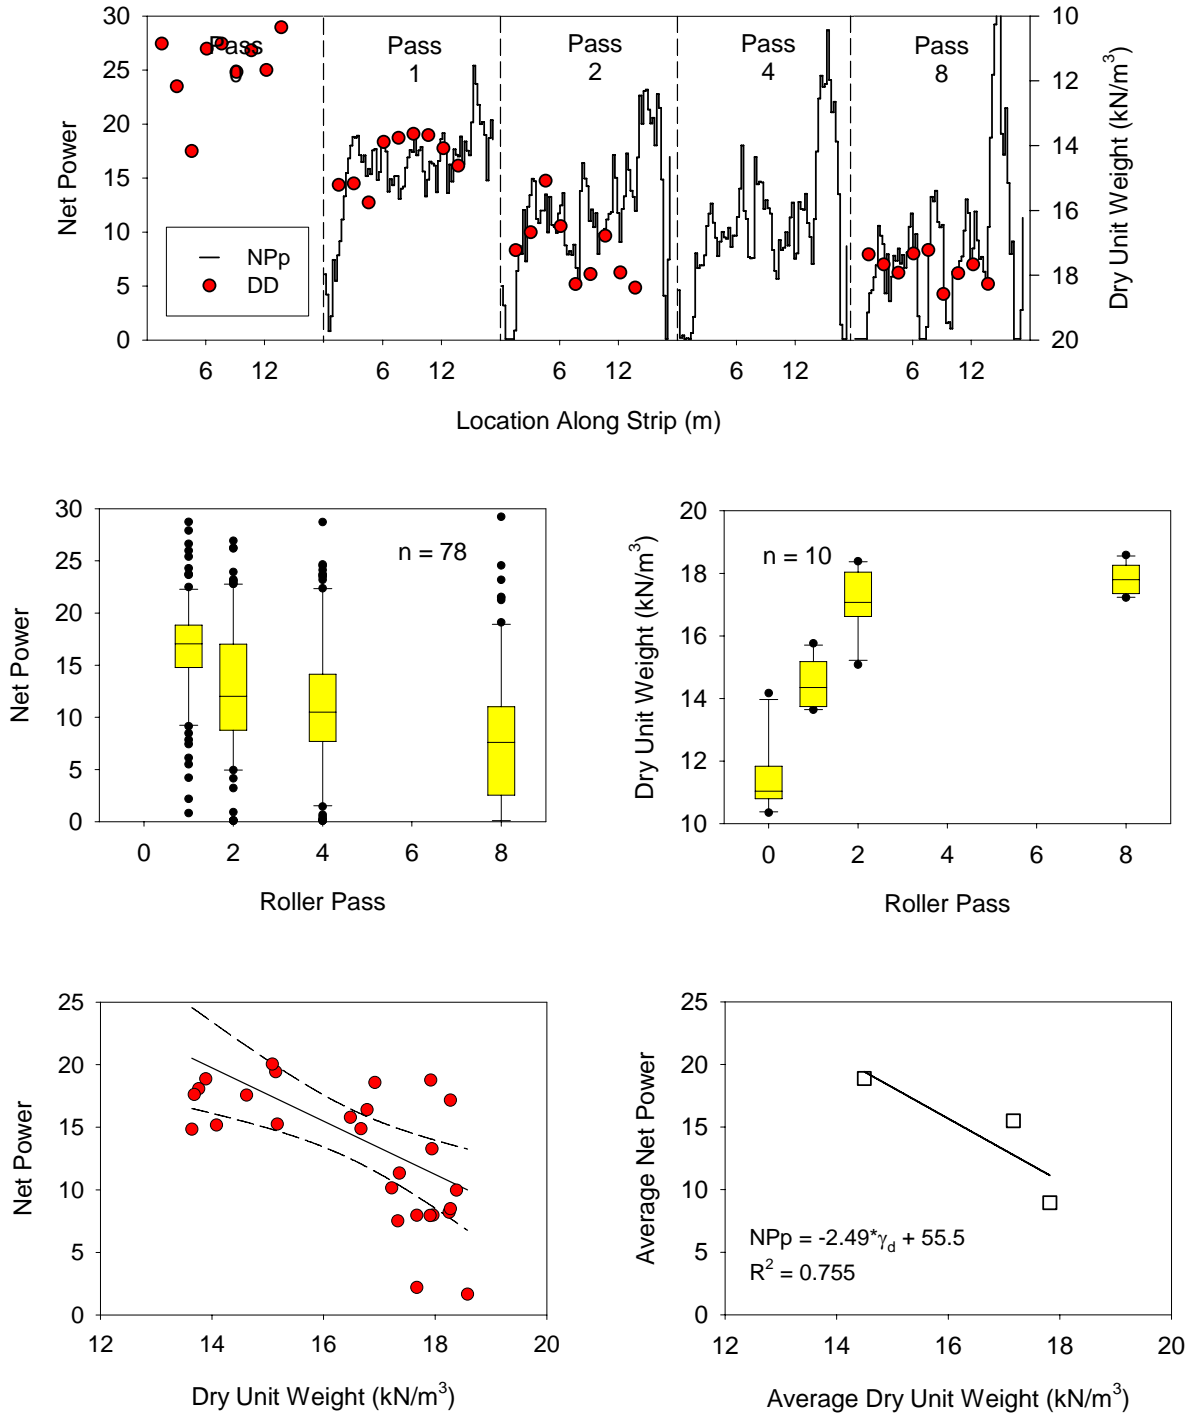 30
25
20
15
10
5
0
Net Power
Pass
0
Pass
1
Pass
2
Pass
4
Pass
8
NPp
DD
10
12
14
16
18
20
Dry Unit Weight (kN/m³)
6 12 6 12 6 12 6 12 6 12
Location Along Strip (m)
30
25
20
15
10
5
0
Net Power
n = 78
0 2 4 6 8
Roller Pass
20
18
16
14
12
10
Dry Unit Weight (kN/m³)
n = 10
0 2 4 6 8
Roller Pass
25
20
15
10
5
0
Net Power
12 14 16 18 20
Dry Unit Weight (kN/m³)
25
20
15
10
5
0
Average Net Power
NPp = -2.49*γd + 55.5
R² = 0.755
12 14 16 18 20
Average Dry Unit Weight (kN/m³)